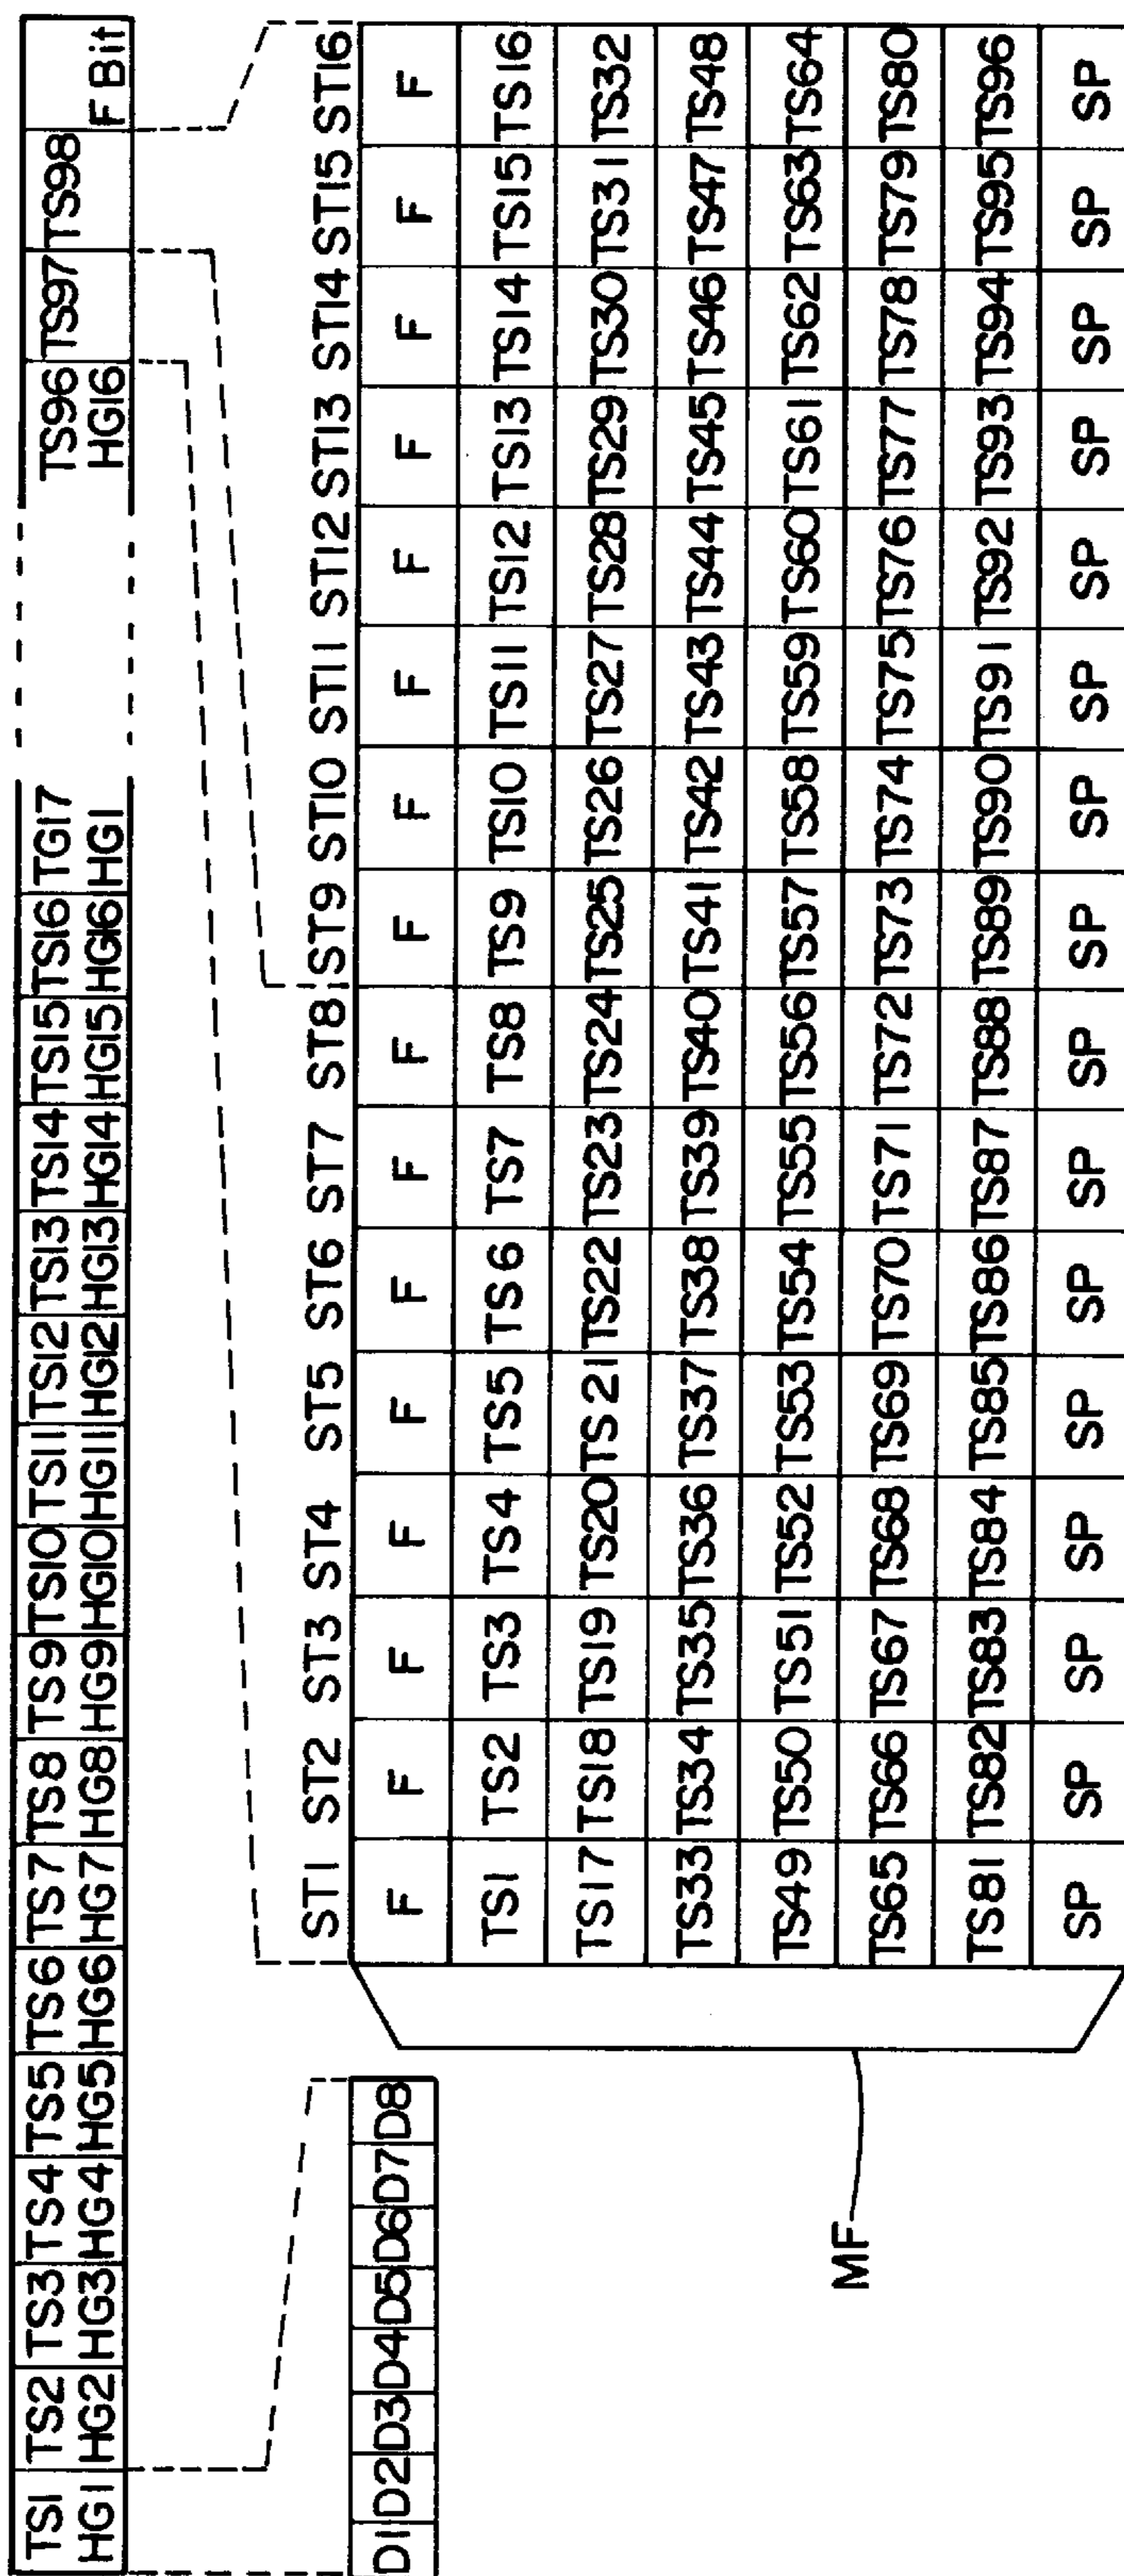 TS1 TS2 TS3 TS4 TS5 TS6 TS7 TS8 TS9 TS10 TS11 TS12 TS13 TS14 TS15 TS16 TG17 TS96 TS97 TS98
HG1 HG2 HG3 HG4 HG5 HG6 HG7 HG8 HG9 HG10 HG11 HG12 HG13 HG14 HG15 HG16 HG1 HG16 F Bit
ST1 ST2 ST3 ST4 ST5 ST6 ST7 ST8 ST9 ST10 ST11 ST12 ST13 ST14 ST15 ST16
D1 D2 D3 D4 D5 D6 D7 D8
F F F F F F F F F F F F F F F F
TS1 TS2 TS3 TS4 TS5 TS6 TS7 TS8 TS9 TS10 TS11 TS12 TS13 TS14 TS15 TS16
TS17 TS18 TS19 TS20 TS21 TS22 TS23 TS24 TS25 TS26 TS27 TS28 TS29 TS30 TS31 TS32
TS33 TS34 TS35 TS36 TS37 TS38 TS39 TS40 TS41 TS42 TS43 TS44 TS45 TS46 TS47 TS48
TS49 TS50 TS51 TS52 TS53 TS54 TS55 TS56 TS57 TS58 TS59 TS60 TS61 TS62 TS63 TS64
TS65 TS66 TS67 TS68 TS69 TS70 TS71 TS72 TS73 TS74 TS75 TS76 TS77 TS78 TS79 TS80
TS81 TS82 TS83 TS84 TS85 TS86 TS87 TS88 TS89 TS90 TS91 TS92 TS93 TS94 TS95 TS96
SP SP SP SP SP SP SP SP SP SP SP SP SP SP SP SP
MF